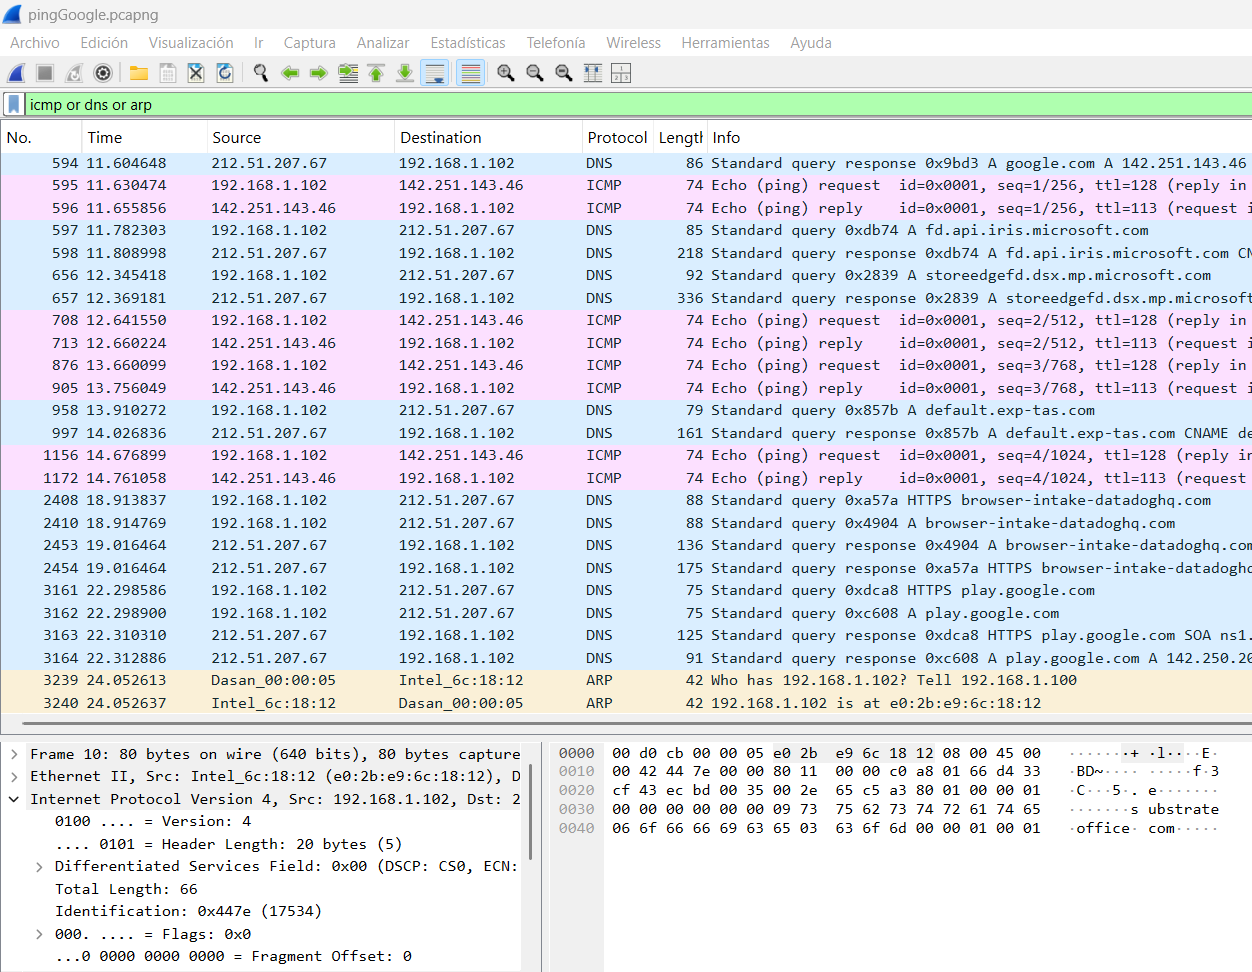 pingGoogle.pcapng
Archivo Edición Visualización Ir Captura Analizar Estadísticas Telefonía Wireless Herramientas Ayuda
icmp or dns or arp
No. Time Source Destination Protocol Length Info
594 11.604648 212.51.207.67 192.168.1.102 DNS 86 Standard query response 0x9bd3 A google.com A 142.251.143.46
595 11.630474 192.168.1.102 142.251.143.46 ICMP 74 Echo (ping) request id=0x0001, seq=1/256, ttl=128 (reply in
596 11.655856 142.251.143.46 192.168.1.102 ICMP 74 Echo (ping) reply id=0x0001, seq=1/256, ttl=113 (request i
597 11.782303 192.168.1.102 212.51.207.67 DNS 85 Standard query 0xdb74 A fd.api.iris.microsoft.com
598 11.808998 212.51.207.67 192.168.1.102 DNS 218 Standard query response 0xdb74 A fd.api.iris.microsoft.com CN
656 12.345418 192.168.1.102 212.51.207.67 DNS 92 Standard query 0x2839 A storeedgefd.dsx.mp.microsoft.com
657 12.369181 212.51.207.67 192.168.1.102 DNS 336 Standard query response 0x2839 A storeedgefd.dsx.mp.microsoft
708 12.641550 192.168.1.102 142.251.143.46 ICMP 74 Echo (ping) request id=0x0001, seq=2/512, ttl=128 (reply in
713 12.660224 142.251.143.46 192.168.1.102 ICMP 74 Echo (ping) reply id=0x0001, seq=2/512, ttl=113 (request i
876 13.660099 192.168.1.102 142.251.143.46 ICMP 74 Echo (ping) request id=0x0001, seq=3/768, ttl=128 (reply in
905 13.756049 142.251.143.46 192.168.1.102 ICMP 74 Echo (ping) reply id=0x0001, seq=3/768, ttl=113 (request i
958 13.910272 192.168.1.102 212.51.207.67 DNS 79 Standard query 0x857b A default.exp-tas.com
997 14.026836 212.51.207.67 192.168.1.102 DNS 161 Standard query response 0x857b A default.exp-tas.com CNAME de
1156 14.676899 192.168.1.102 142.251.143.46 ICMP 74 Echo (ping) request id=0x0001, seq=4/1024, ttl=128 (reply in
1172 14.761058 142.251.143.46 192.168.1.102 ICMP 74 Echo (ping) reply id=0x0001, seq=4/1024, ttl=113 (request
2408 18.913837 192.168.1.102 212.51.207.67 DNS 88 Standard query 0xa57a HTTPS browser-intake-datadoghq.com
2410 18.914769 192.168.1.102 212.51.207.67 DNS 88 Standard query 0x4904 A browser-intake-datadoghq.com
2453 19.016464 212.51.207.67 192.168.1.102 DNS 136 Standard query response 0x4904 A browser-intake-datadoghq.com
2454 19.016464 212.51.207.67 192.168.1.102 DNS 175 Standard query response 0xa57a HTTPS browser-intake-datadoghq
3161 22.298586 192.168.1.102 212.51.207.67 DNS 75 Standard query 0xdca8 HTTPS play.google.com
3162 22.298900 192.168.1.102 212.51.207.67 DNS 75 Standard query 0xc608 A play.google.com
3163 22.310310 212.51.207.67 192.168.1.102 DNS 125 Standard query response 0xdca8 HTTPS play.google.com SOA ns1.
3164 22.312886 212.51.207.67 192.168.1.102 DNS 91 Standard query response 0xc608 A play.google.com A 142.250.20
3239 24.052613 Dasan_00:00:05 Intel_6c:18:12 ARP 42 Who has 192.168.1.102? Tell 192.168.1.100
3240 24.052637 Intel_6c:18:12 Dasan_00:00:05 ARP 42 192.168.1.102 is at e0:2b:e9:6c:18:12
Frame 10: 80 bytes on wire (640 bits), 80 bytes capture
Ethernet II, Src: Intel_6c:18:12 (e0:2b:e9:6c:18:12), D
Internet Protocol Version 4, Src: 192.168.1.102, Dst: 2
0100 .... = Version: 4
.... 0101 = Header Length: 20 bytes (5)
Differentiated Services Field: 0x00 (DSCP: CS0, ECN:
Total Length: 66
Identification: 0x447e (17534)
000. .... = Flags: 0x0
...0 0000 0000 0000 = Fragment Offset: 0
0000 00 d0 cb 00 00 05 e0 2b e9 6c 18 12 08 00 45 00 ·······+ ·l····E·
0010 00 42 44 7e 00 00 80 11 00 00 c0 a8 01 66 d4 33 ·BD~···· ·····f·3
0020 cf 43 ec bd 00 35 00 2e 65 c5 a3 80 01 00 00 01 ·C···5·. e·······
0030 00 00 00 00 00 00 09 73 75 62 73 74 72 61 74 65 ·······s ubstrate
0040 06 6f 66 66 69 63 65 03 63 6f 6d 00 00 01 00 01 ·office· com·····